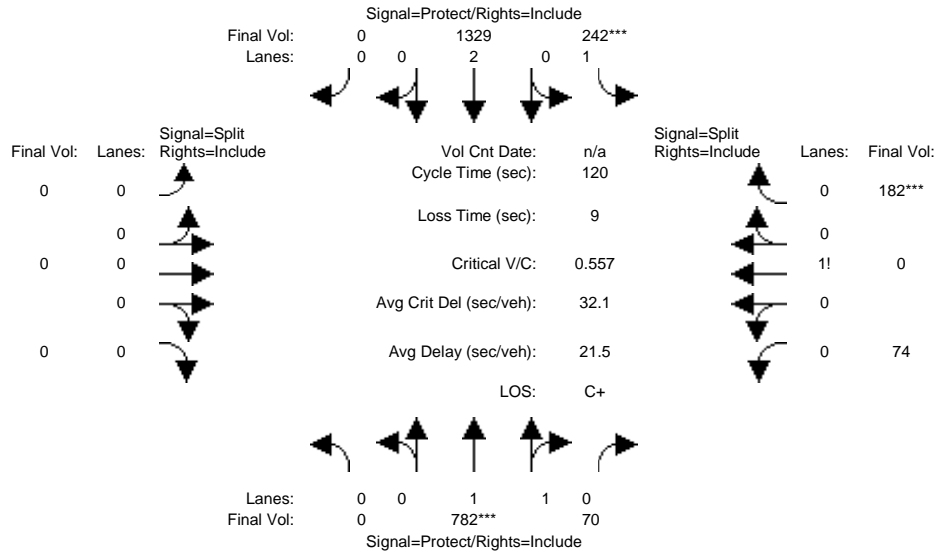 Signal=Protect/Rights=Include
Final Vol: 0 1329 242***
Lanes: 0 0 2 0 1
Signal=Split
Final Vol: Lanes: Rights=Include
Vol Cnt Date: n/a
Signal=Split
Rights=Include Lanes: Final Vol:
Cycle Time (sec): 120
0 0
0 182***
Loss Time (sec): 9
0
0
0 0
Critical V/C: 0.557
1! 0
0
Avg Crit Del (sec/veh): 32.1
0
0 0
Avg Delay (sec/veh): 21.5
0 74
LOS: C+
Lanes: 0 0 1 1 0
Final Vol: 0 782*** 70
Signal=Protect/Rights=Include